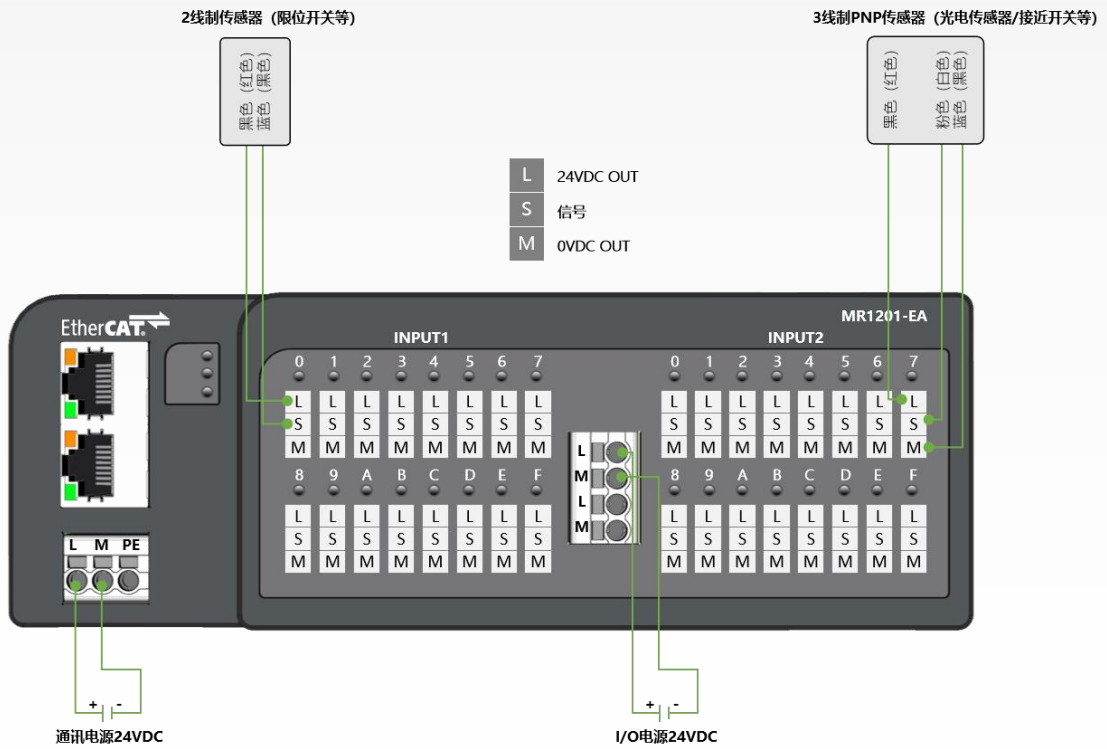 2线制传感器（限位开关等）
3线制PNP传感器（光电传感器/接近开关等）
黑色（红色）
蓝色（黑色）
黑色（红色）
粉色（白色）
蓝色（黑色）
L 24VDC OUT
S 信号
M 0VDC OUT
EtherCAT®
MR1201-EA
INPUT1
INPUT2
0 1 2 3 4 5 6 7
0 1 2 3 4 5 6 7
L L L L L L L L
L L L L L L L L
S S S S S S S S
S S S S S S S S
M M M M M M M M
M M M M M M M M
L
M
L
M
8 9 A B C D E F
8 9 A B C D E F
L L L L L L L L
L L L L L L L L
S S S S S S S S
S S S S S S S S
M M M M M M M M
M M M M M M M M
L M PE
+ -
通讯电源24VDC
+ -
I/O电源24VDC